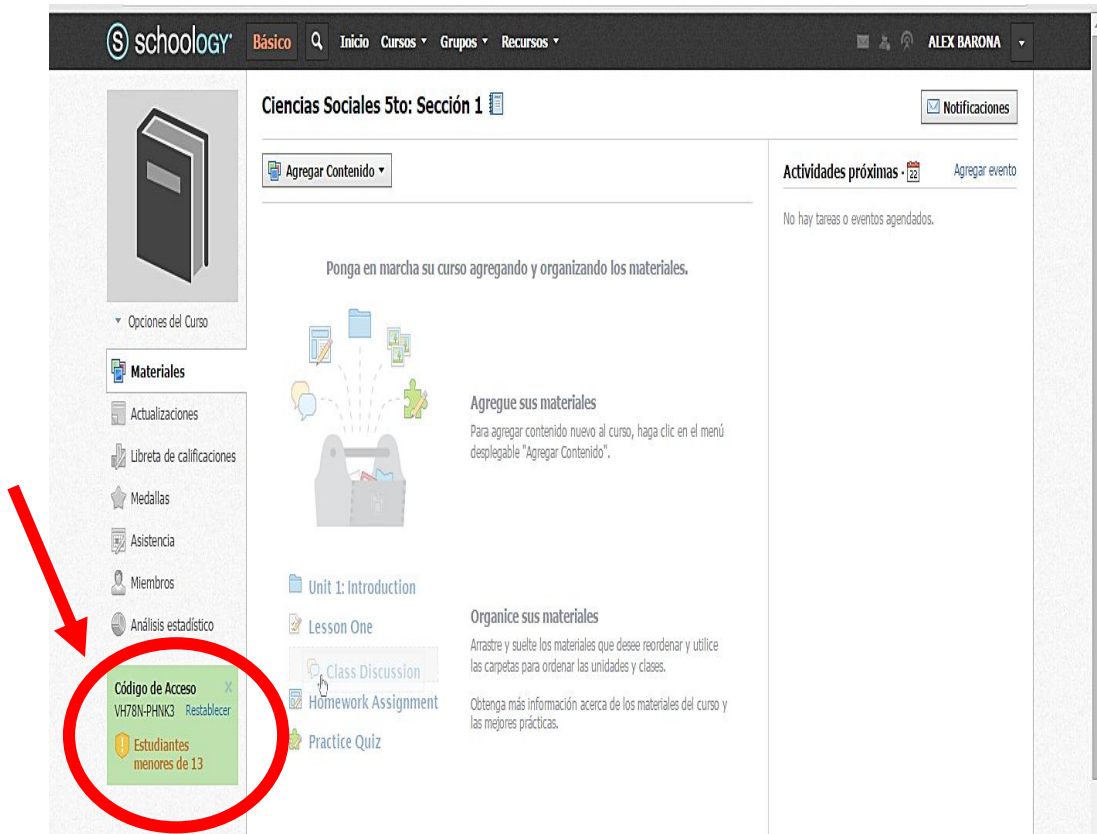 S schoology Básico Inicio Cursos Grupos Recursos ALEX BARONA
Ciencias Sociales 5to: Sección 1
Notificaciones
Agregar Contenido
Actividades próximas · 22 Agregar evento
No hay tareas o eventos agendados.
Ponga en marcha su curso agregando y organizando los materiales.
Opciones del Curso
Materiales
Actualizaciones
Libreta de calificaciones
Medallas
Asistencia
Miembros
Análisis estadístico
Código de Acceso X
VH78N-PHNK3 Restablecer
Estudiantes
menores de 13
Agregue sus materiales
Para agregar contenido nuevo al curso, haga clic en el menú
desplegable "Agregar Contenido".
Unit 1: Introduction
Lesson One
Class Discussion
Homework Assignment
Practice Quiz
Organice sus materiales
Arrastre y suelte los materiales que desee reordenar y utilice
las carpetas para ordenar las unidades y clases.
Obtenga más información acerca de los materiales del curso y
las mejores prácticas.